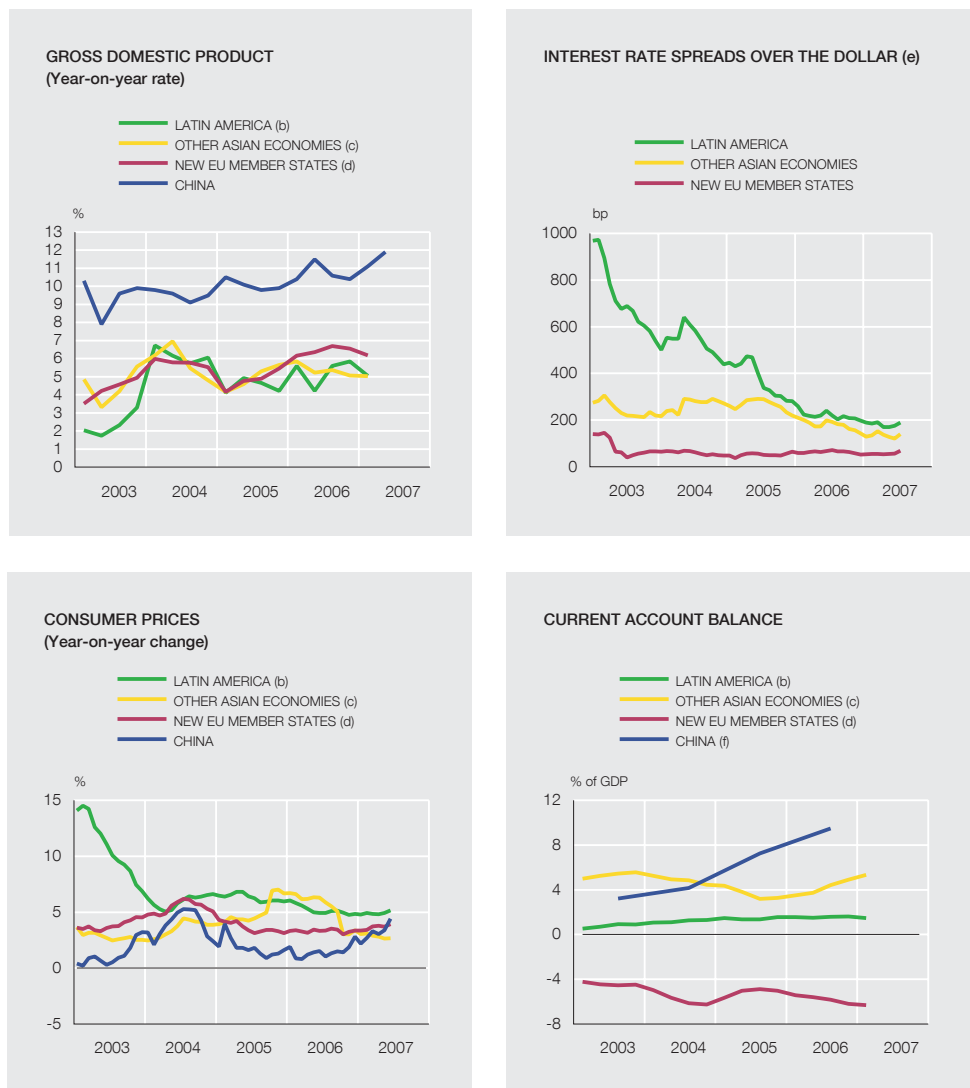 GROSS DOMESTIC PRODUCT
(Year-on-year rate)
LATIN AMERICA (b)
OTHER ASIAN ECONOMIES (c)
NEW EU MEMBER STATES (d)
CHINA
%
13
12
11
10
9
8
7
6
5
4
3
2
1
0
2003 2004 2005 2006 2007
INTEREST RATE SPREADS OVER THE DOLLAR (e)
LATIN AMERICA
OTHER ASIAN ECONOMIES
NEW EU MEMBER STATES
bp
1000
800
600
400
200
0
2003 2004 2005 2006 2007
CONSUMER PRICES
(Year-on-year change)
LATIN AMERICA (b)
OTHER ASIAN ECONOMIES (c)
NEW EU MEMBER STATES (d)
CHINA
%
15
10
5
0
-5
2003 2004 2005 2006 2007
CURRENT ACCOUNT BALANCE
LATIN AMERICA (b)
OTHER ASIAN ECONOMIES (c)
NEW EU MEMBER STATES (d)
CHINA (f)
% of GDP
12
8
4
0
-4
-8
2003 2004 2005 2006 2007